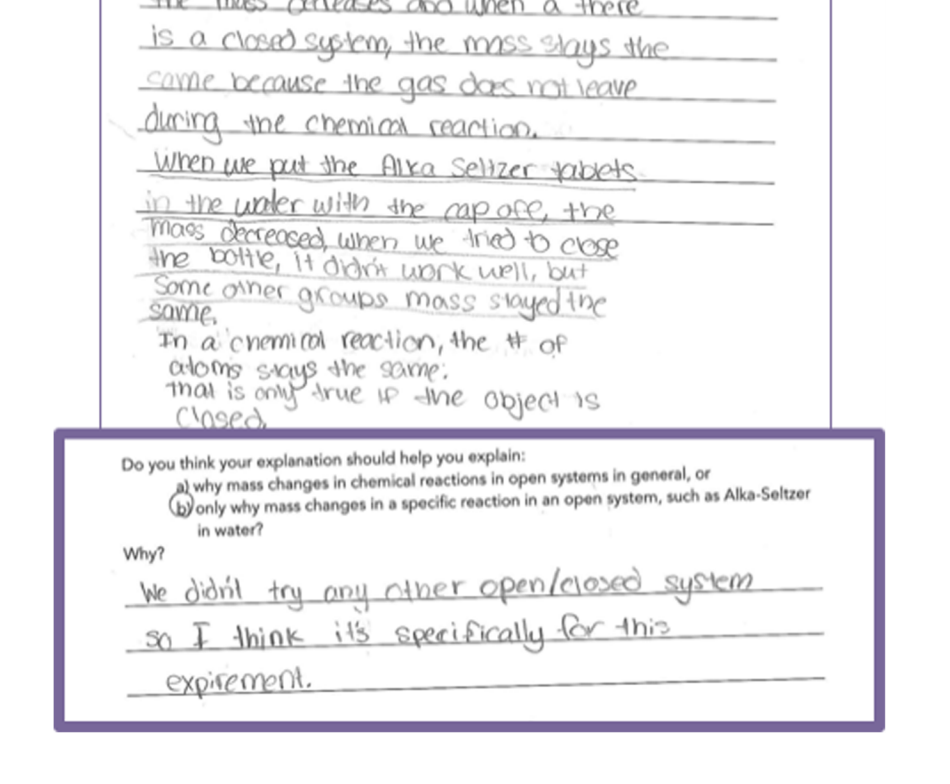 the mass decreases and when a there
is a closed system, the mass stays the
same because the gas does not leave
during the chemical reaction.
When we put the Alka Seltzer tablets
in the water with the cap off, the
mass decreased, when we tried to close
the bottle, it didn't work well, but
Some other groups mass stayed the
same.
In a chemical reaction, the # of
atoms stays the same.
that is only true if the object is
Closed.
Do you think your explanation should help you explain:
a) why mass changes in chemical reactions in open systems in general, or
b) only why mass changes in a specific reaction in an open system, such as Alka-Seltzer
in water?
Why?
We didn't try any other open/closed system
so I think it's specifically for this
expirement.